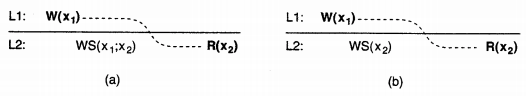 L1: W(x₁) L1: W(x₁)
L2: WS(x₁;x₂) R(x₂) L2: WS(x₂) R(x₂)
(a) (b)